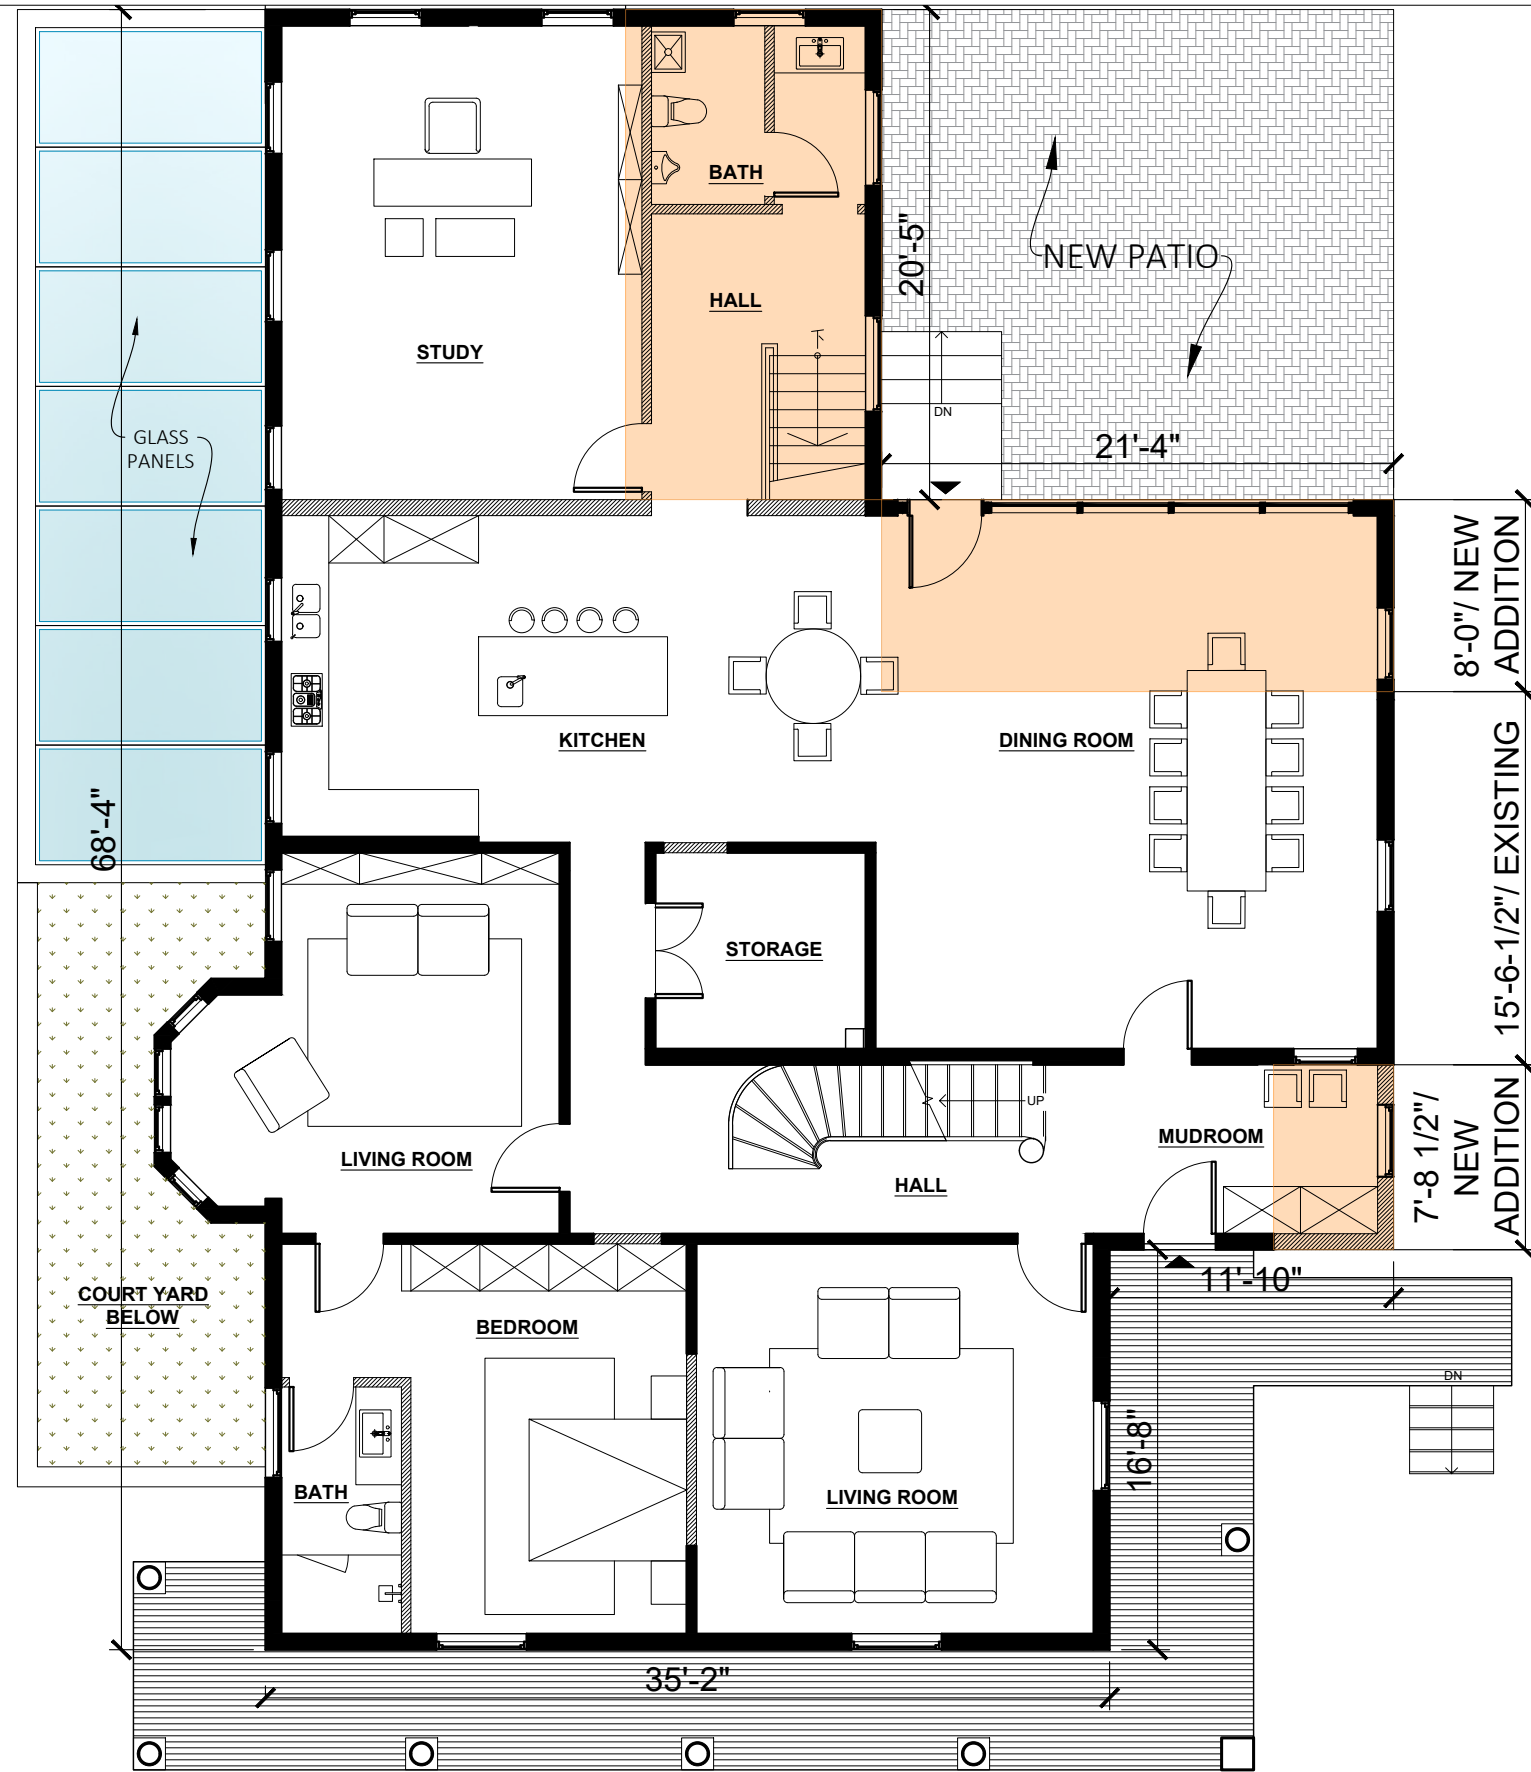 BATH
20'-5"
NEW PATIO
HALL
STUDY
DN
GLASS
PANELS
21'-4"
8'-0"/ NEW
ADDITION
KITCHEN
DINING ROOM
68'-4"
15'-6-1/2"/ EXISTING
STORAGE
UP
7'-8 1/2"/
NEW
ADDITION
MUDROOM
LIVING ROOM
HALL
11'-10"
COURT YARD
BELOW
BEDROOM
DN
16'-8"
BATH
LIVING ROOM
35'-2"